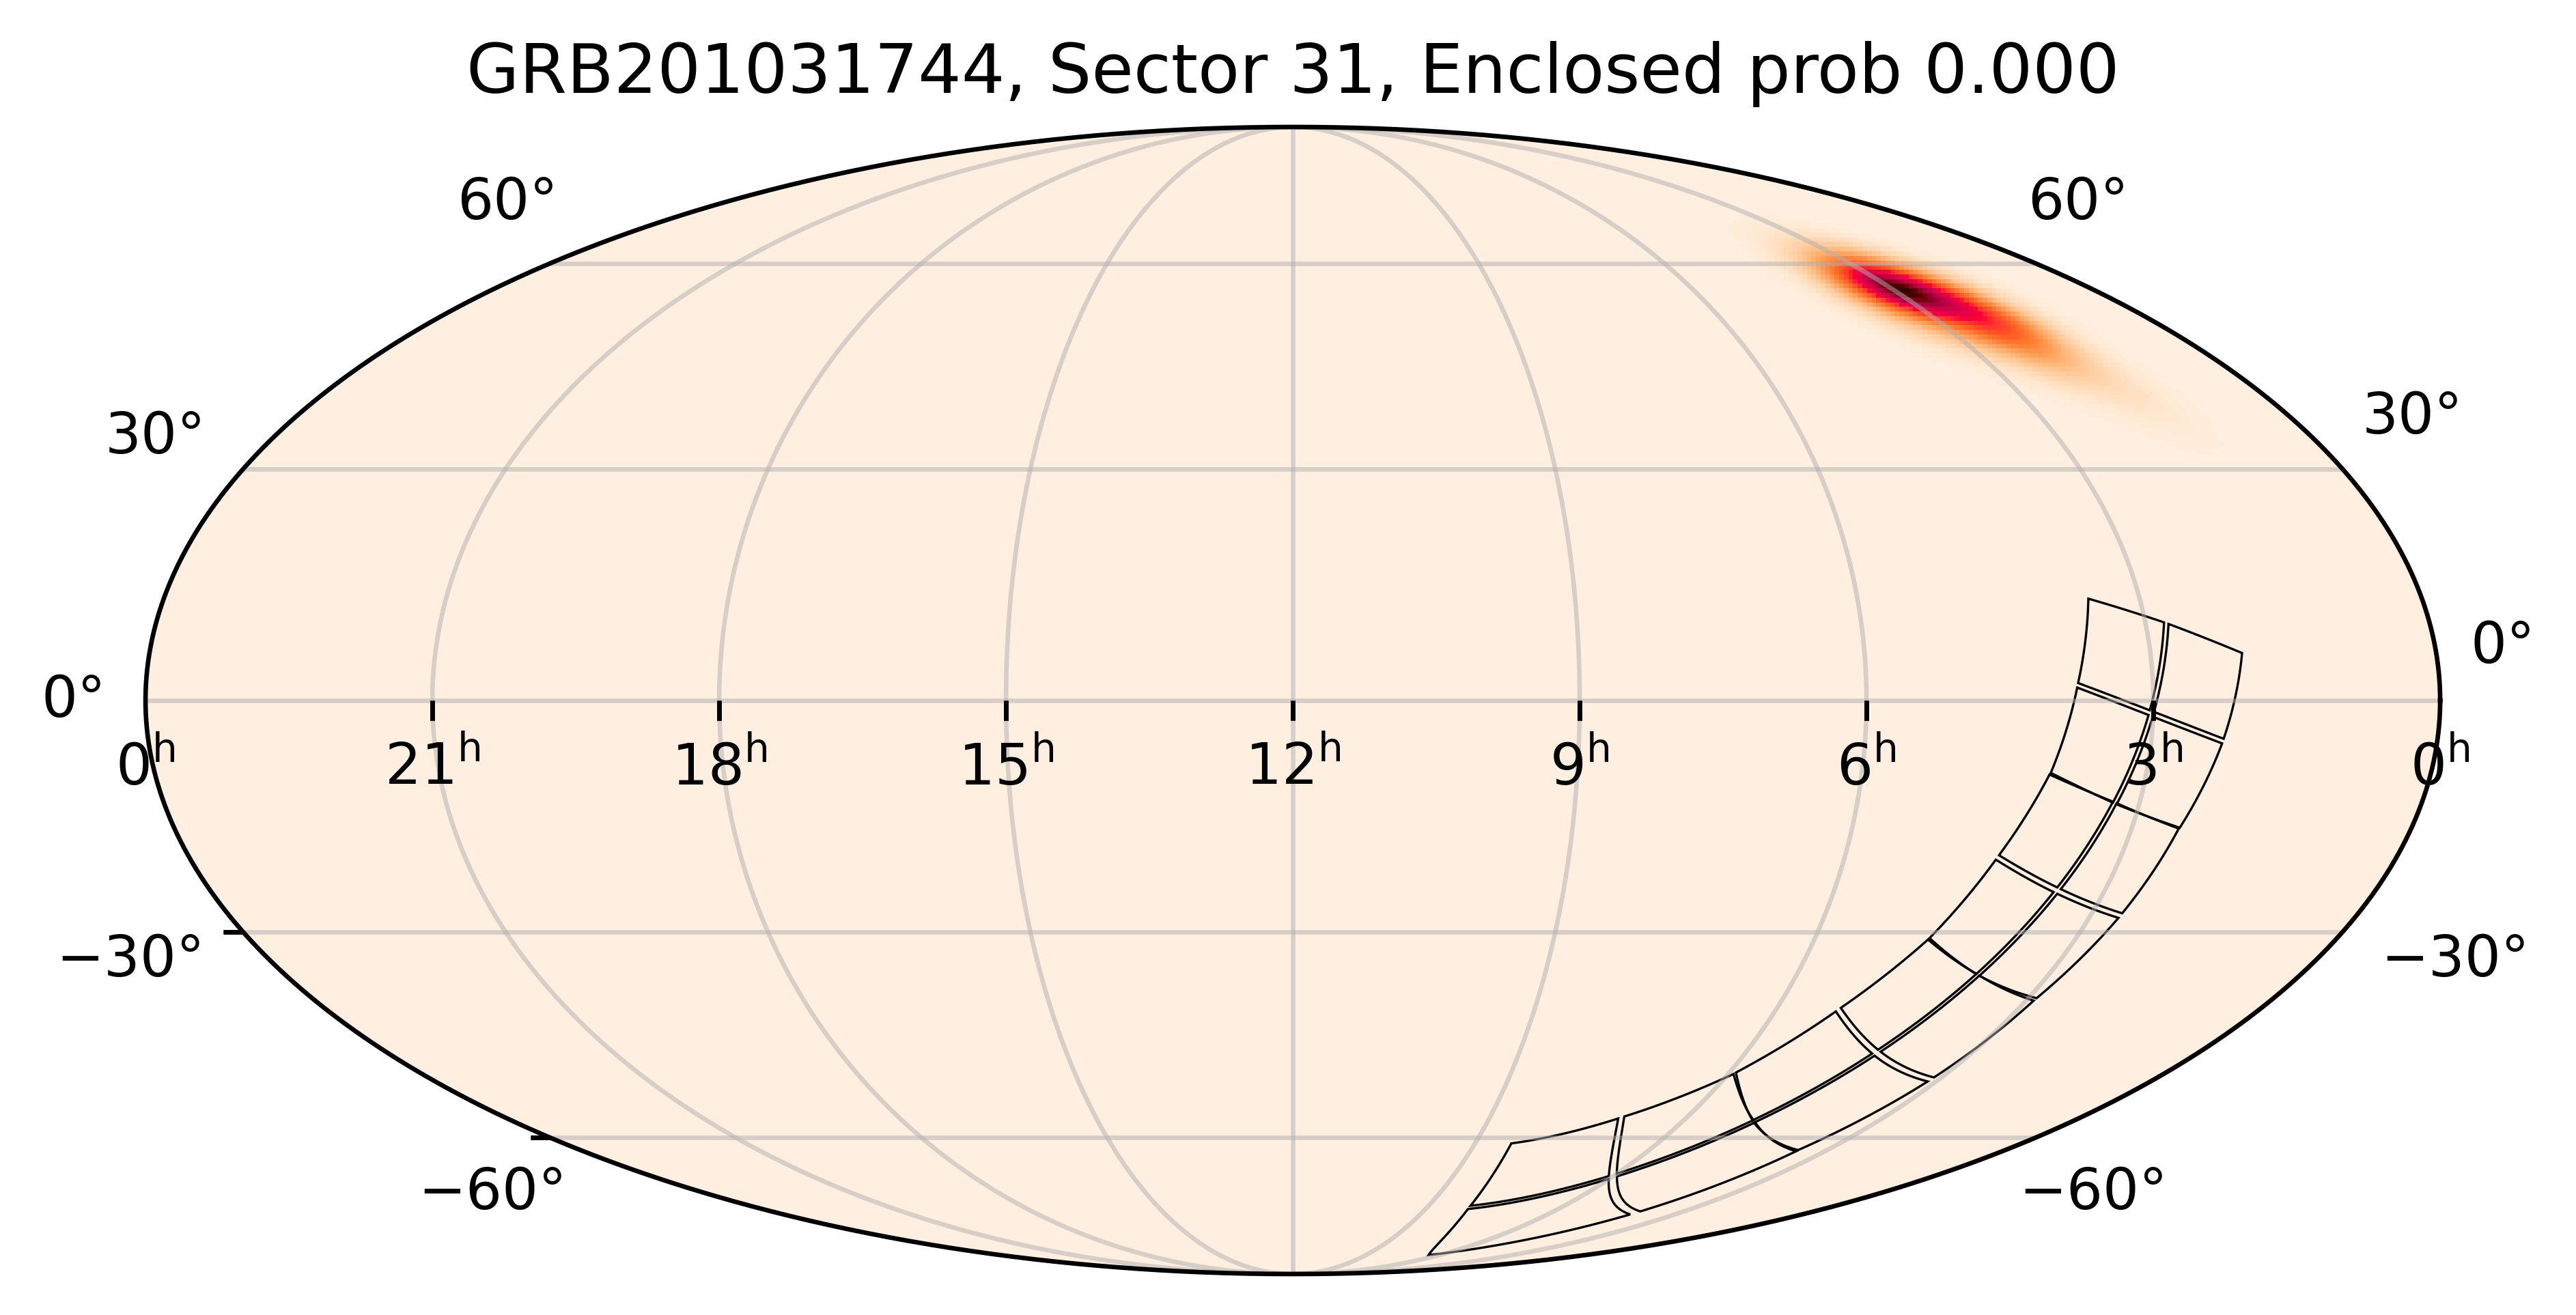 GRB201031744, Sector 31, Enclosed prob 0.000
60° 60°
30° 30°
0° 0°
0h 21h 18h 15h 12h 9h 6h 3h 0h
−30° −30°
−60° −60°